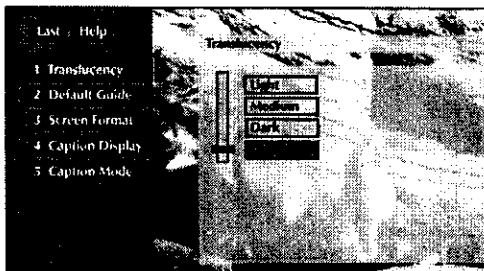 Last Help
Translucency
1 Translucency
2 Default Guide
3 Screen Format
4 Caption Display
5 Caption Mode
Light
Medium
Dark